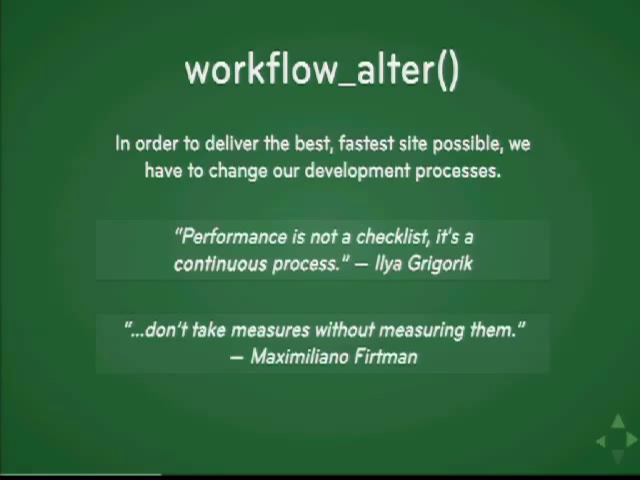 workflow_alter()
In order to deliver the best, fastest site possible, we
have to change our development processes.
"Performance is not a checklist, it's a
continuous process." — Ilya Grigorik
"...don't take measures without measuring them."
— Maximiliano Firtman